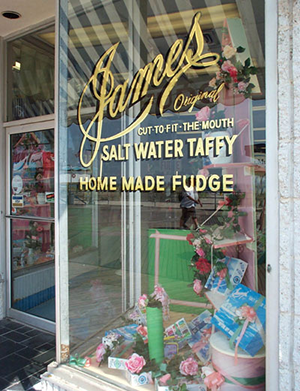 James
Original
CUT-TO-FIT-THE-MOUTH
SALT WATER TAFFY
HOME MADE FUDGE